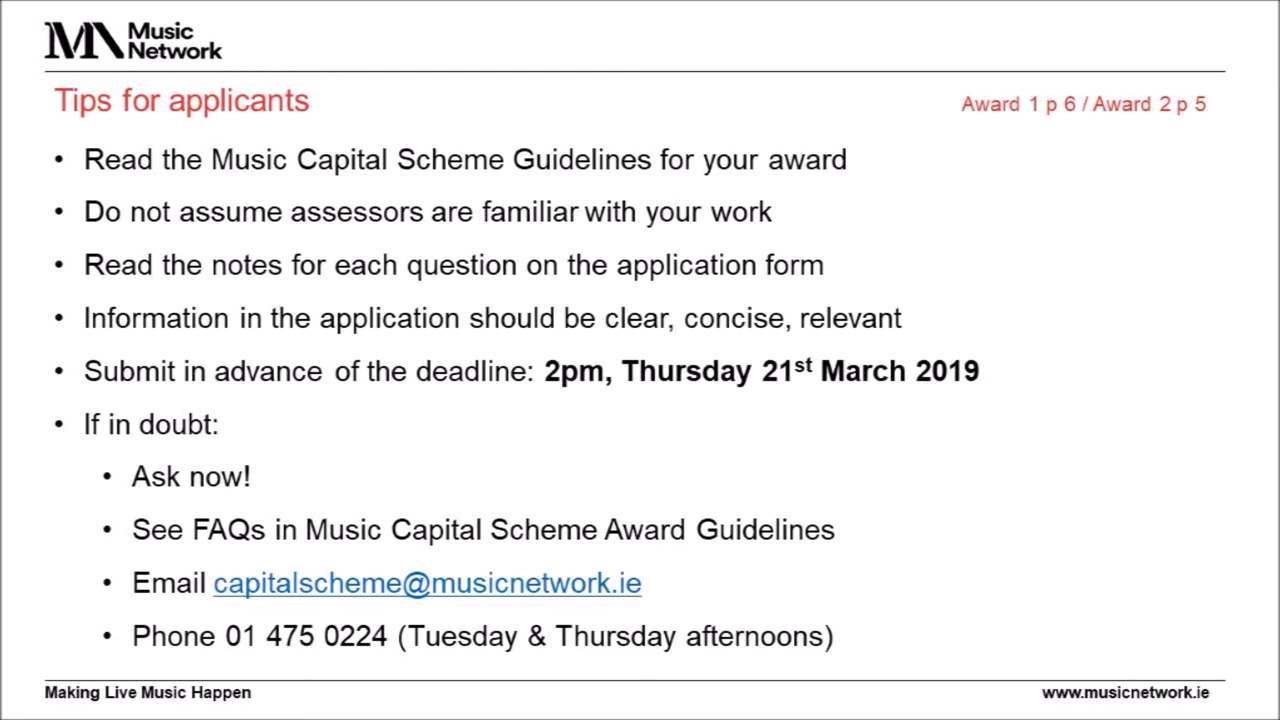 Music
Network
Tips for applicants
Award 1 p 6 / Award 2 p 5
• Read the Music Capital Scheme Guidelines for your award
• Do not assume assessors are familiar with your work
• Read the notes for each question on the application form
• Information in the application should be clear, concise, relevant
• Submit in advance of the deadline: 2pm, Thursday 21st March 2019
• If in doubt:
• Ask now!
• See FAQs in Music Capital Scheme Award Guidelines
• Email capitalscheme@musicnetwork.ie
• Phone 01 475 0224 (Tuesday & Thursday afternoons)
Making Live Music Happen
www.musicnetwork.ie